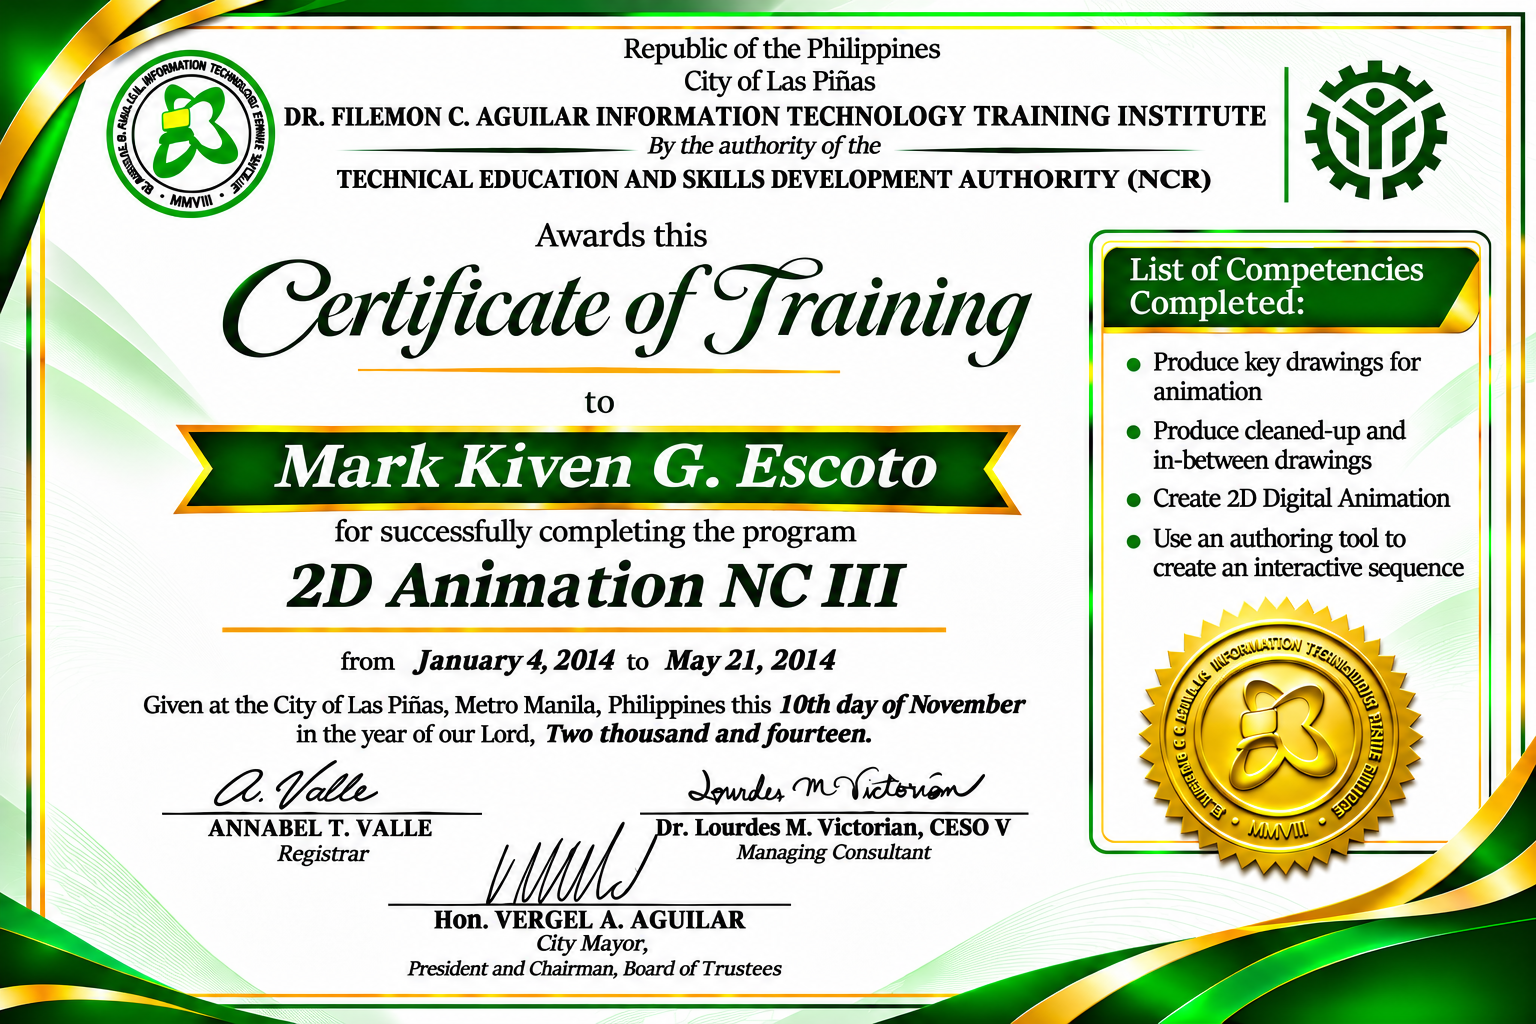 Republic of the Philippines
City of Las Piñas
DR. FILEMON C. AGUILAR INFORMATION TECHNOLOGY TRAINING INSTITUTE
By the authority of the
TECHNICAL EDUCATION AND SKILLS DEVELOPMENT AUTHORITY (NCR)
INFORMATION
MMVIII
Awards this
Certificate of Training
to
Mark Kiven G. Escoto
for successfully completing the program
2D Animation NC III
from January 4, 2014 to May 21, 2014
Given at the City of Las Piñas, Metro Manila, Philippines this 10th day of November
in the year of our Lord, Two thousand and fourteen.
A. Valle
ANNABEL T. VALLE
Registrar
Lourdes M Victorian
Dr. Lourdes M. Victorian, CESO V
Managing Consultant
Hon. VERGEL A. AGUILAR
City Mayor,
President and Chairman, Board of Trustees
List of Competencies
Completed:
Produce key drawings for
animation
Produce cleaned-up and
in-between drawings
Create 2D Digital Animation
Use an authoring tool to
create an interactive sequence
INFORMATION
MMVIII